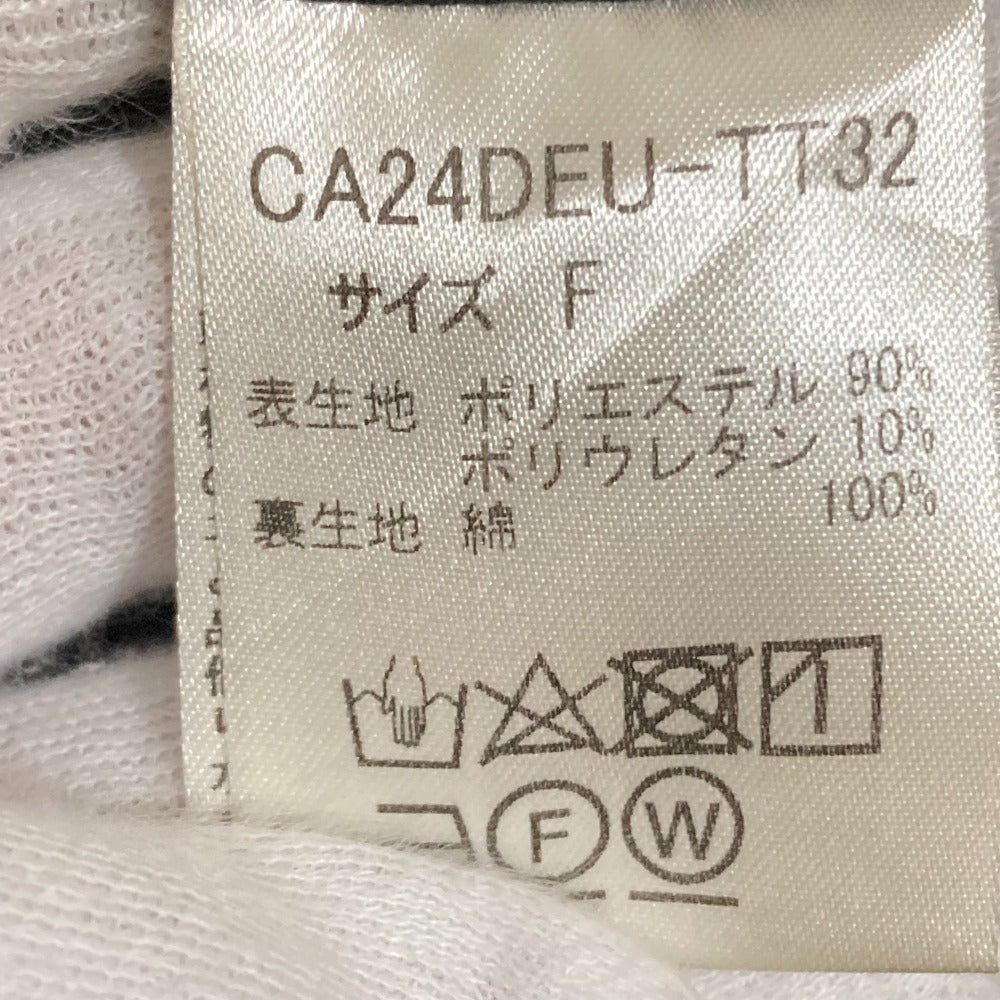 CA24DEU-TT32
サイズ F
表生地 ポリエステル 90%
ポリウレタン 10%
裏生地 綿 100%
F W